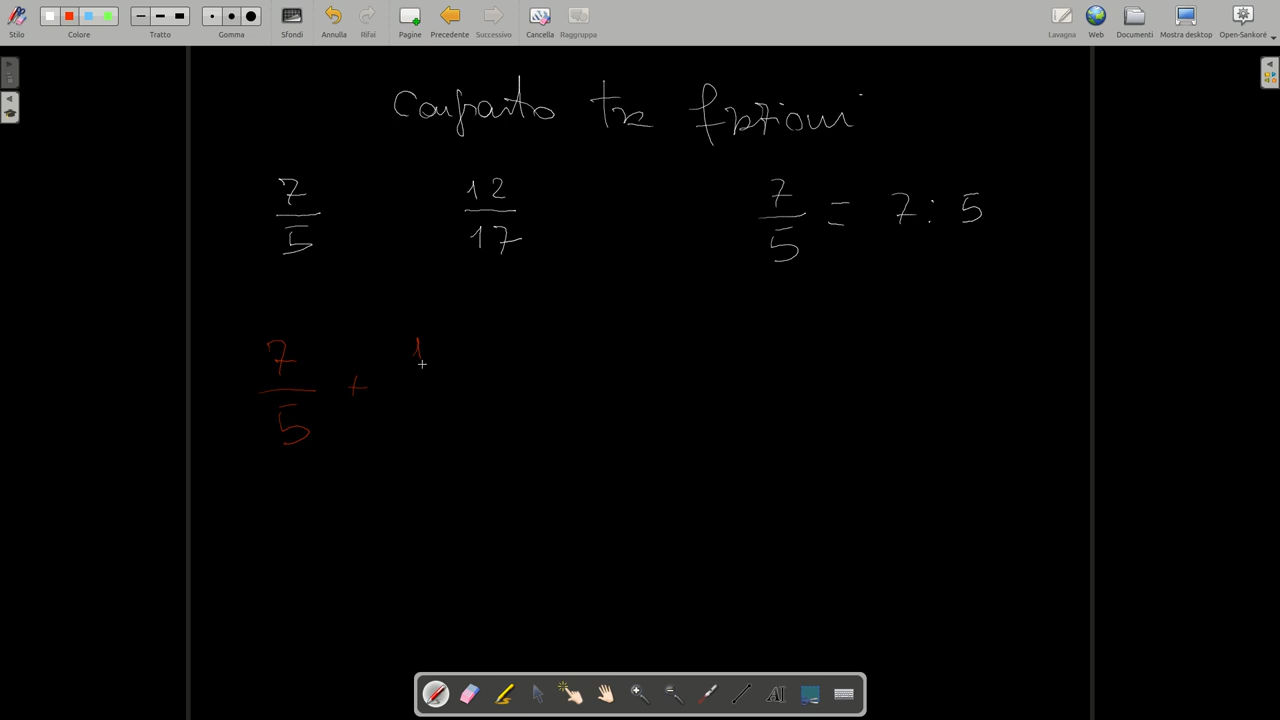 Stilo Colore Tratto Gomma Sfondi Annulla Rifai Pagine Precedente Successivo Cancella Raggruppa Lavagna Web Documenti Mostra desktop Open-Sankoré
Confronto tra frazioni
7/5 12/17 7/5 = 7 : 5
7/5 + 1
AI